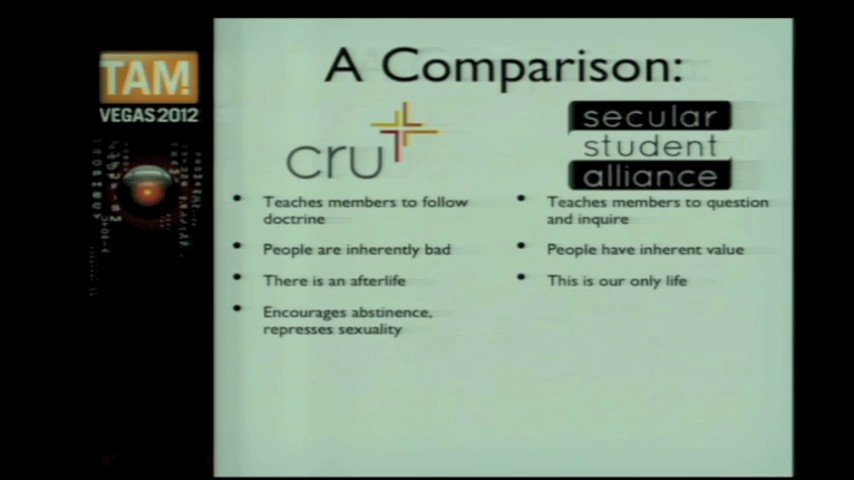 TAM!
VEGAS 2012
A Comparison:
cru
secular
student
alliance
• Teaches members to follow
doctrine
• People are inherently bad
• There is an afterlife
• Encourages abstinence,
represses sexuality
• Teaches members to question
and inquire
• People have inherent value
• This is our only life